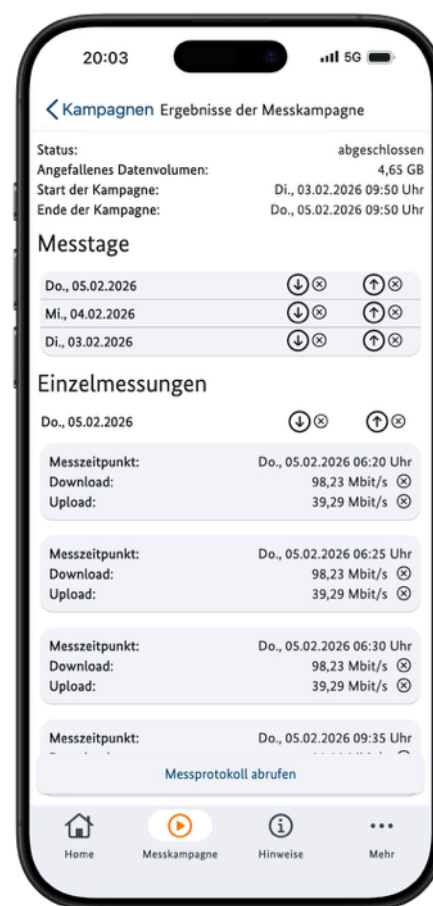 20:03
5G
Kampagnen Ergebnisse der Messkampagne
Status: abgeschlossen
Angefallenes Datenvolumen: 4,65 GB
Start der Kampagne: Di., 03.02.2026 09:50 Uhr
Ende der Kampagne: Do., 05.02.2026 09:50 Uhr
Messtage
Do., 05.02.2026
Mi., 04.02.2026
Di., 03.02.2026
Einzelmessungen
Do., 05.02.2026
Messzeitpunkt: Do., 05.02.2026 06:20 Uhr
Download: 98,23 Mbit/s
Upload: 39,29 Mbit/s
Messzeitpunkt: Do., 05.02.2026 06:25 Uhr
Download: 98,23 Mbit/s
Upload: 39,29 Mbit/s
Messzeitpunkt: Do., 05.02.2026 06:30 Uhr
Download: 98,23 Mbit/s
Upload: 39,29 Mbit/s
Messzeitpunkt: Do., 05.02.2026 09:35 Uhr
Messprotokoll abrufen
Home Messkampagne Hinweise Mehr